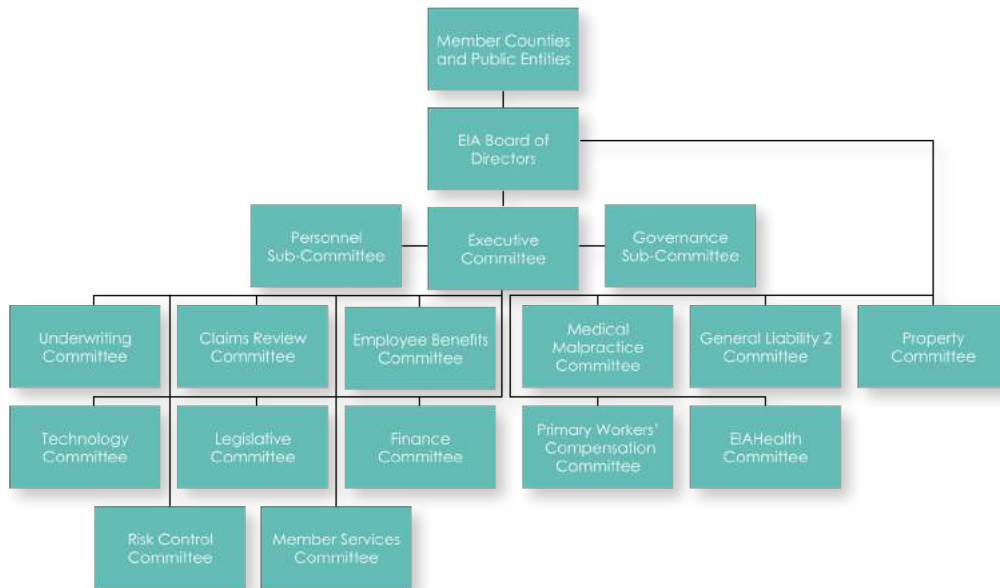 Member Counties
and Public Entities
EIA Board of
Directors
Personnel
Sub-Committee
Executive
Committee
Governance
Sub-Committee
Underwriting
Committee
Claims Review
Committee
Employee Benefits
Committee
Medical
Malpractice
Committee
General Liability 2
Committee
Property
Committee
Technology
Committee
Legislative
Committee
Finance
Committee
Primary Workers'
Compensation
Committee
EIAHealth
Committee
Risk Control
Committee
Member Services
Committee